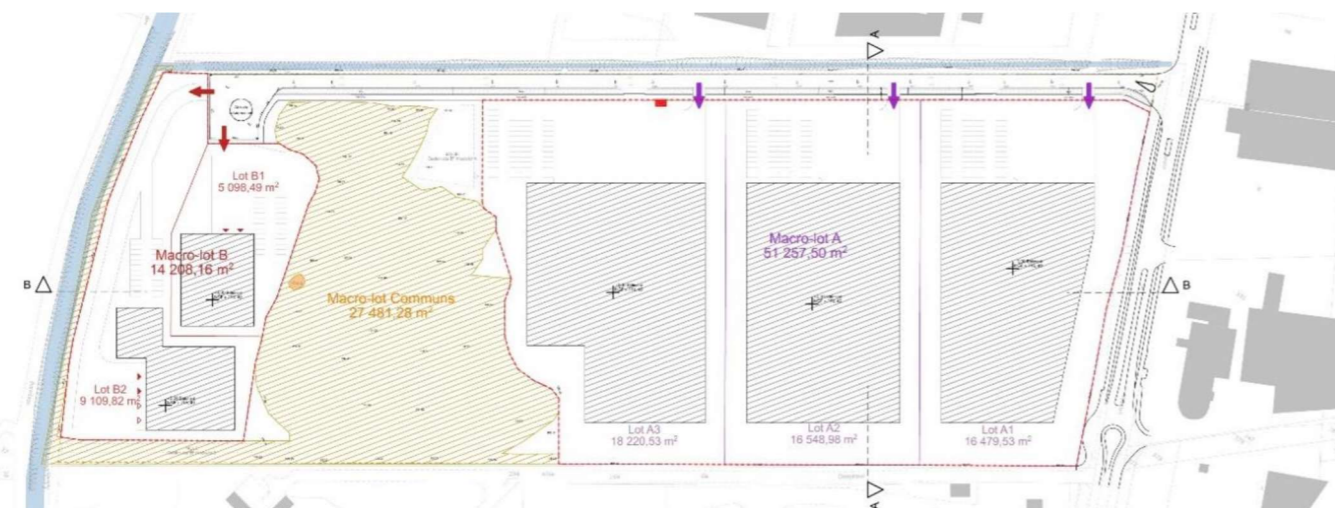 A
Lot B1
5 098,49 m²
Macro-lot B
14 208,16 m²
Macro-lot A
51 257,50 m²
B
B
Macro-lot Communs
27 481,28 m²
Lot B2
9 109,82 m²
Lot A3
18 220,53 m²
Lot A2
16 548,98 m²
Lot A1
16 479,53 m²
A